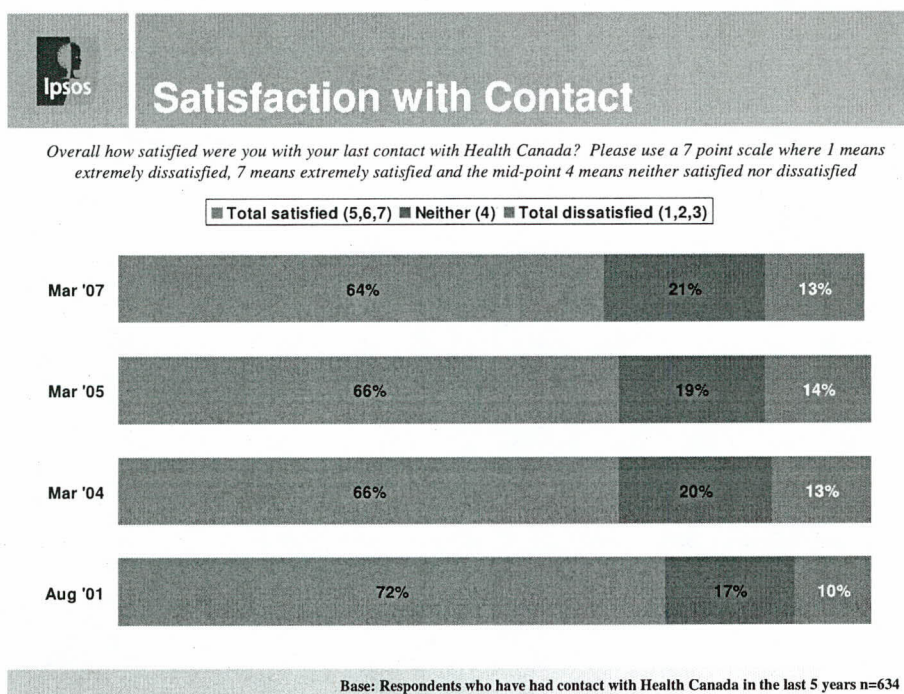 Ipsos
Satisfaction with Contact
Overall how satisfied were you with your last contact with Health Canada? Please use a 7 point scale where 1 means
extremely dissatisfied, 7 means extremely satisfied and the mid-point 4 means neither satisfied nor dissatisfied
Total satisfied (5,6,7) Neither (4) Total dissatisfied (1,2,3)
Mar '07 64% 21% 13%
Mar '05 66% 19% 14%
Mar '04 66% 20% 13%
Aug '01 72% 17% 10%
Base: Respondents who have had contact with Health Canada in the last 5 years n=634